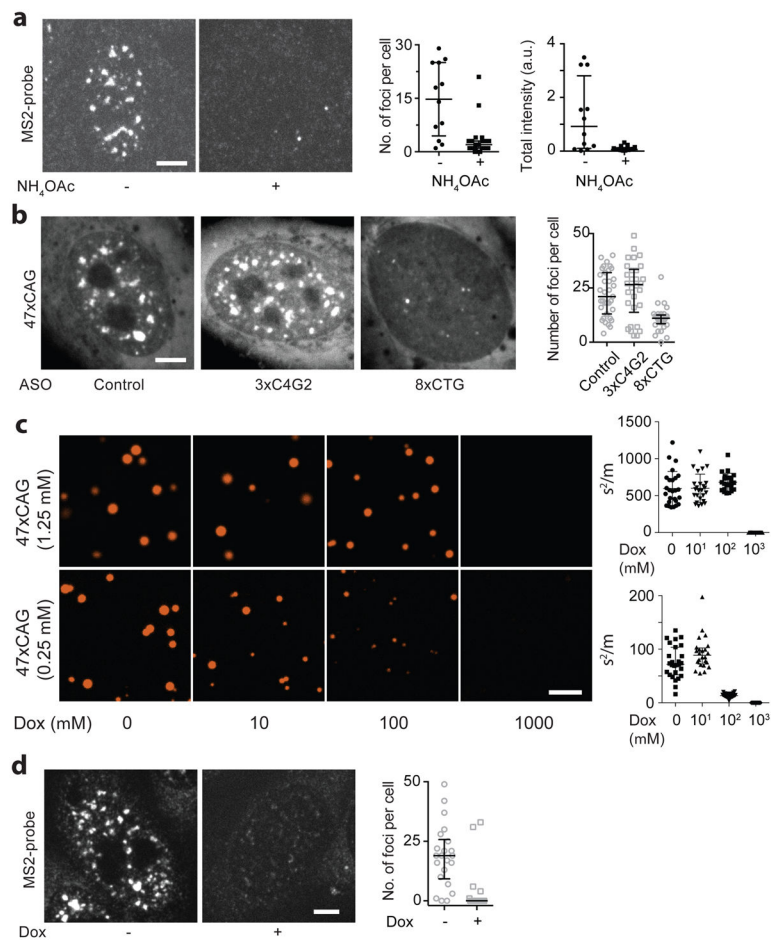 a
MS2-probe
NH4OAc - +
No. of foci per cell
30
15
0
- +
NH4OAc
Total intensity (a.u.)
4
2
0
- +
NH4OAc
b
47xCAG
ASO Control 3xC4G2 8xCTG
Number of foci per cell
50
25
0
Control 3xC4G2 8xCTG
c
47xCAG
(1.25 mM)
47xCAG
(0.25 mM)
Dox (mM) 0 10 100 1000
s²/m
1500
1000
500
0
Dox 0 10¹ 10² 10³
(mM)
s²/m
200
100
0
Dox 0 10¹ 10² 10³
(mM)
d
MS2-probe
Dox - +
No. of foci per cell
50
25
0
Dox - +